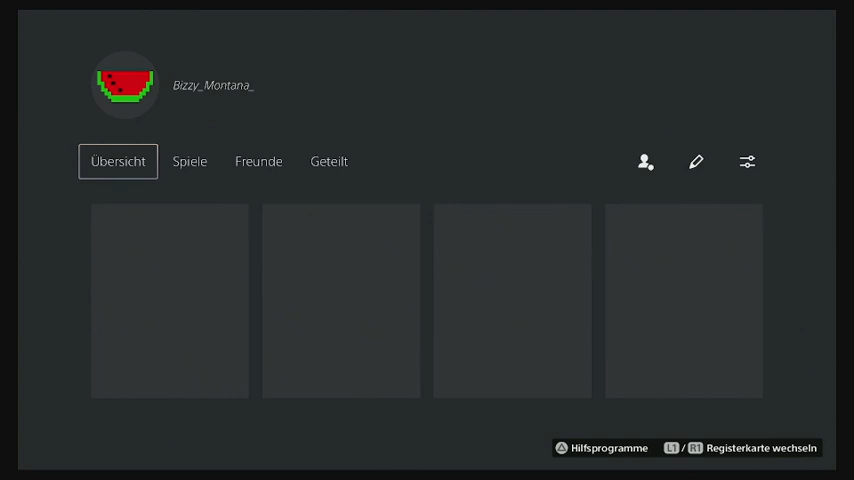 Bizzy_Montana_
Übersicht Spiele Freunde Geteilt
Hilfsprogramme L1 / R1 Registerkarte wechseln